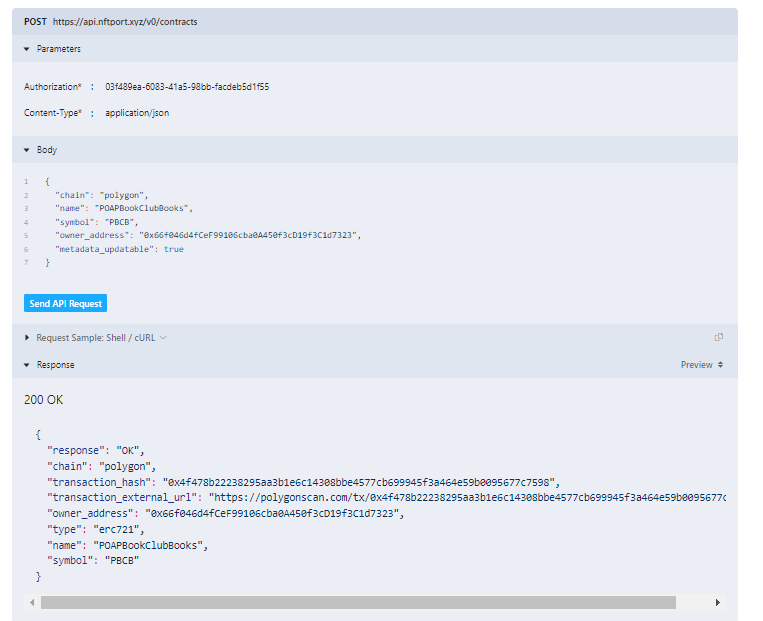 POST https://api.nftport.xyz/v0/contracts
Parameters
Authorization* : 03f489ea-6083-41a5-98bb-facdeb5d1f55
Content-Type* : application/json
Body
1 {
2 "chain": "polygon",
3 "name": "POAPBookClubBooks",
4 "symbol": "PBCB",
5 "owner_address": "0x66f046d4fCeF99106cba0A450f3cD19f3C1d7323",
6 "metadata_updatable": true
7 }
Send API Request
Request Sample: Shell / cURL
Response Preview
200 OK
{
"response": "OK",
"chain": "polygon",
"transaction_hash": "0x4f478b22238295aa3b1e6c14308bbe4577cb699945f3a464e59b0095677c7598",
"transaction_external_url": "https://polygonscan.com/tx/0x4f478b22238295aa3b1e6c14308bbe4577cb699945f3a464e59b0095677c
"owner_address": "0x66f046d4fCeF99106cba0A450f3cD19f3C1d7323",
"type": "erc721",
"name": "POAPBookClubBooks",
"symbol": "PBCB"
}